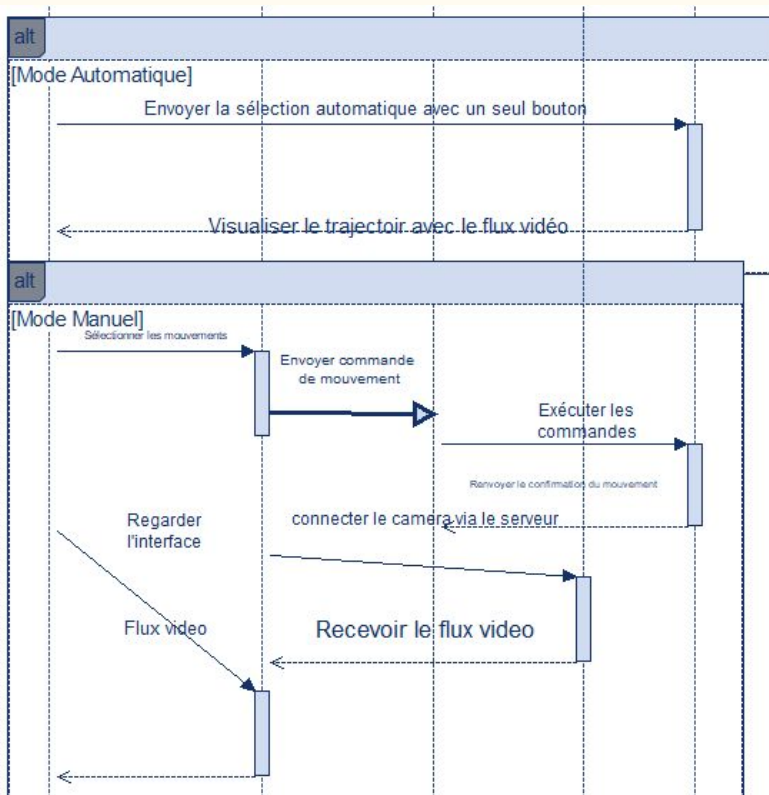 alt
[Mode Automatique]
Envoyer la sélection automatique avec un seul bouton
Visualiser le trajectoir avec le flux vidéo
alt
[Mode Manuel]
Sélectionner les mouvements
Envoyer commande
de mouvement
Exécuter les
commandes
Renvoyer le confirmation du mouvement
Regarder
l'interface
connecter le camera via le serveur
Flux video
Recevoir le flux video